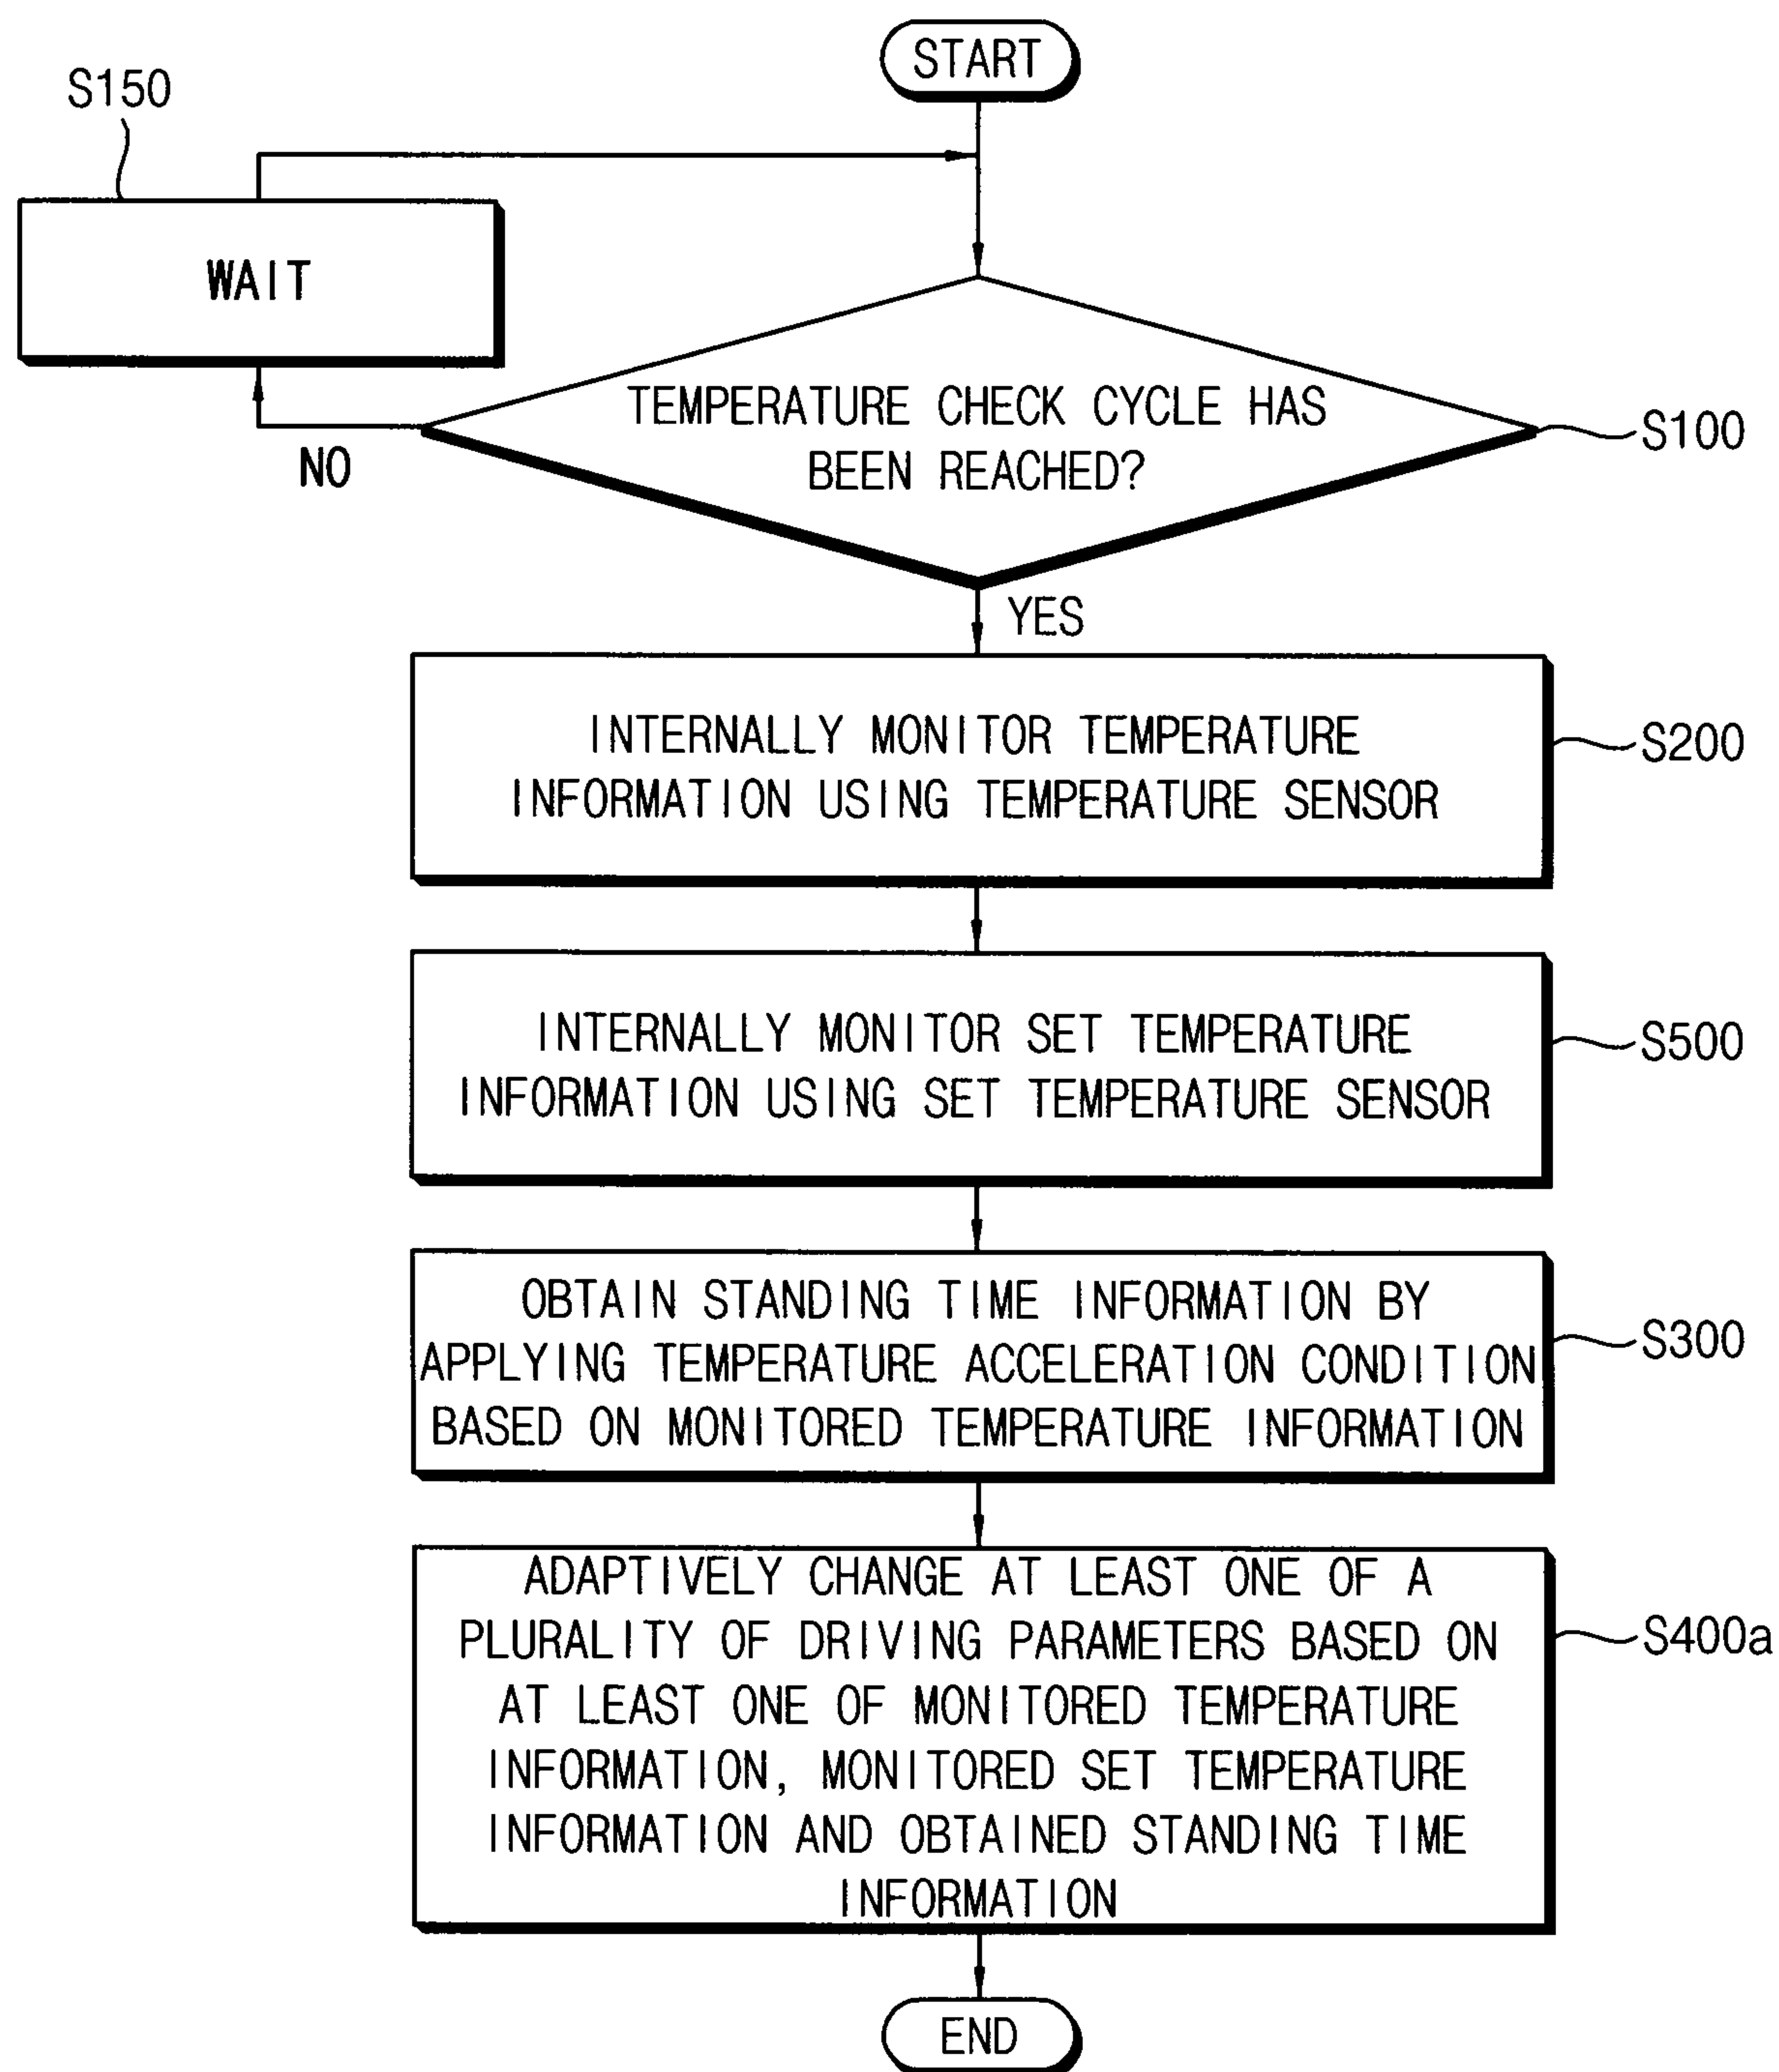 START
S150
WAIT
TEMPERATURE CHECK CYCLE HAS
BEEN REACHED?
S100
NO
YES
INTERNALLY MONITOR TEMPERATURE
INFORMATION USING TEMPERATURE SENSOR
S200
INTERNALLY MONITOR SET TEMPERATURE
INFORMATION USING SET TEMPERATURE SENSOR
S500
OBTAIN STANDING TIME INFORMATION BY
APPLYING TEMPERATURE ACCELERATION CONDITION
BASED ON MONITORED TEMPERATURE INFORMATION
S300
ADAPTIVELY CHANGE AT LEAST ONE OF A
PLURALITY OF DRIVING PARAMETERS BASED ON
AT LEAST ONE OF MONITORED TEMPERATURE
INFORMATION, MONITORED SET TEMPERATURE
INFORMATION AND OBTAINED STANDING TIME
INFORMATION
S400a
END